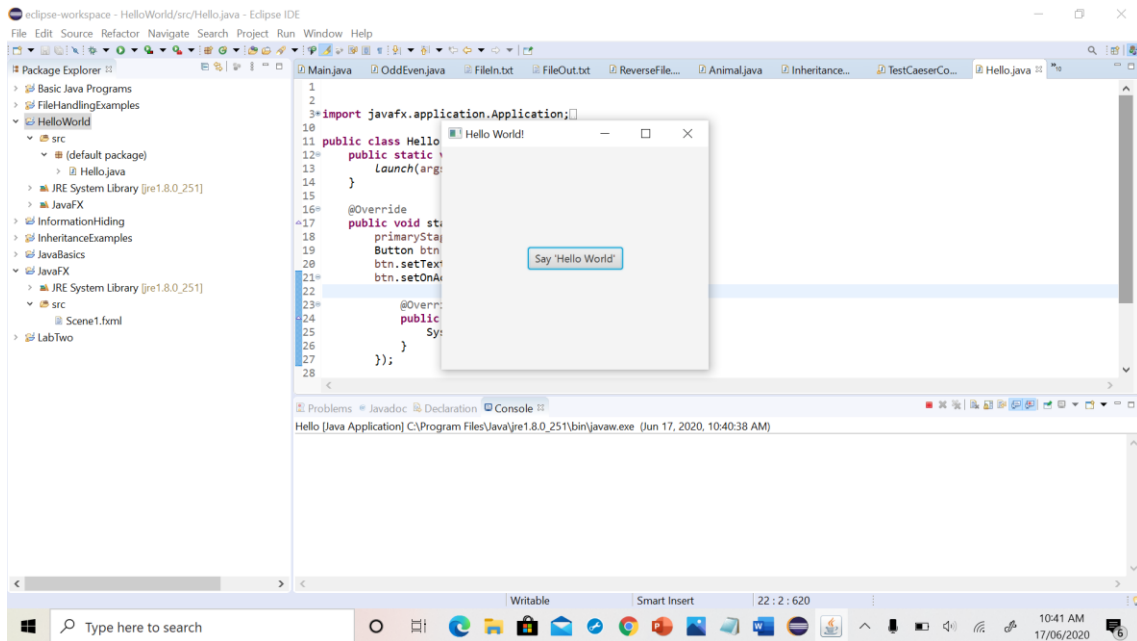 eclipse-workspace - HelloWorld/src/Hello.java - Eclipse IDE
File Edit Source Refactor Navigate Search Project Run Window Help
Package Explorer
Basic Java Programs
FileHandlingExamples
HelloWorld
src
(default package)
Hello.java
JRE System Library [jre1.8.0_251]
JavaFX
InformationHiding
InheritanceExamples
JavaBasics
JavaFX
JRE System Library [jre1.8.0_251]
src
Scene1.fxml
LabTwo
Main.java OddEven.java FileIn.txt FileOut.txt ReverseFile.... Animal.java Inheritance... TestCaeserCo... Hello.java
1
2
3 import javafx.application.Application;
10
11 public class Hello
12 public static v
13 launch(arg
14 }
15
16 @Override
17 public void sta
18 primaryStag
19 Button btn
20 btn.setText
21 btn.setOnA
22
23 @Overri
24 public
25 Sys
26 }
27 });
28
Hello World!
Say 'Hello World'
Problems Javadoc Declaration Console
Hello [Java Application] C:\Program Files\Java\jre1.8.0_251\bin\javaw.exe (Jun 17, 2020, 10:40:38 AM)
Writable Smart Insert 22 : 2 : 620
Type here to search
10:41 AM
17/06/2020
6